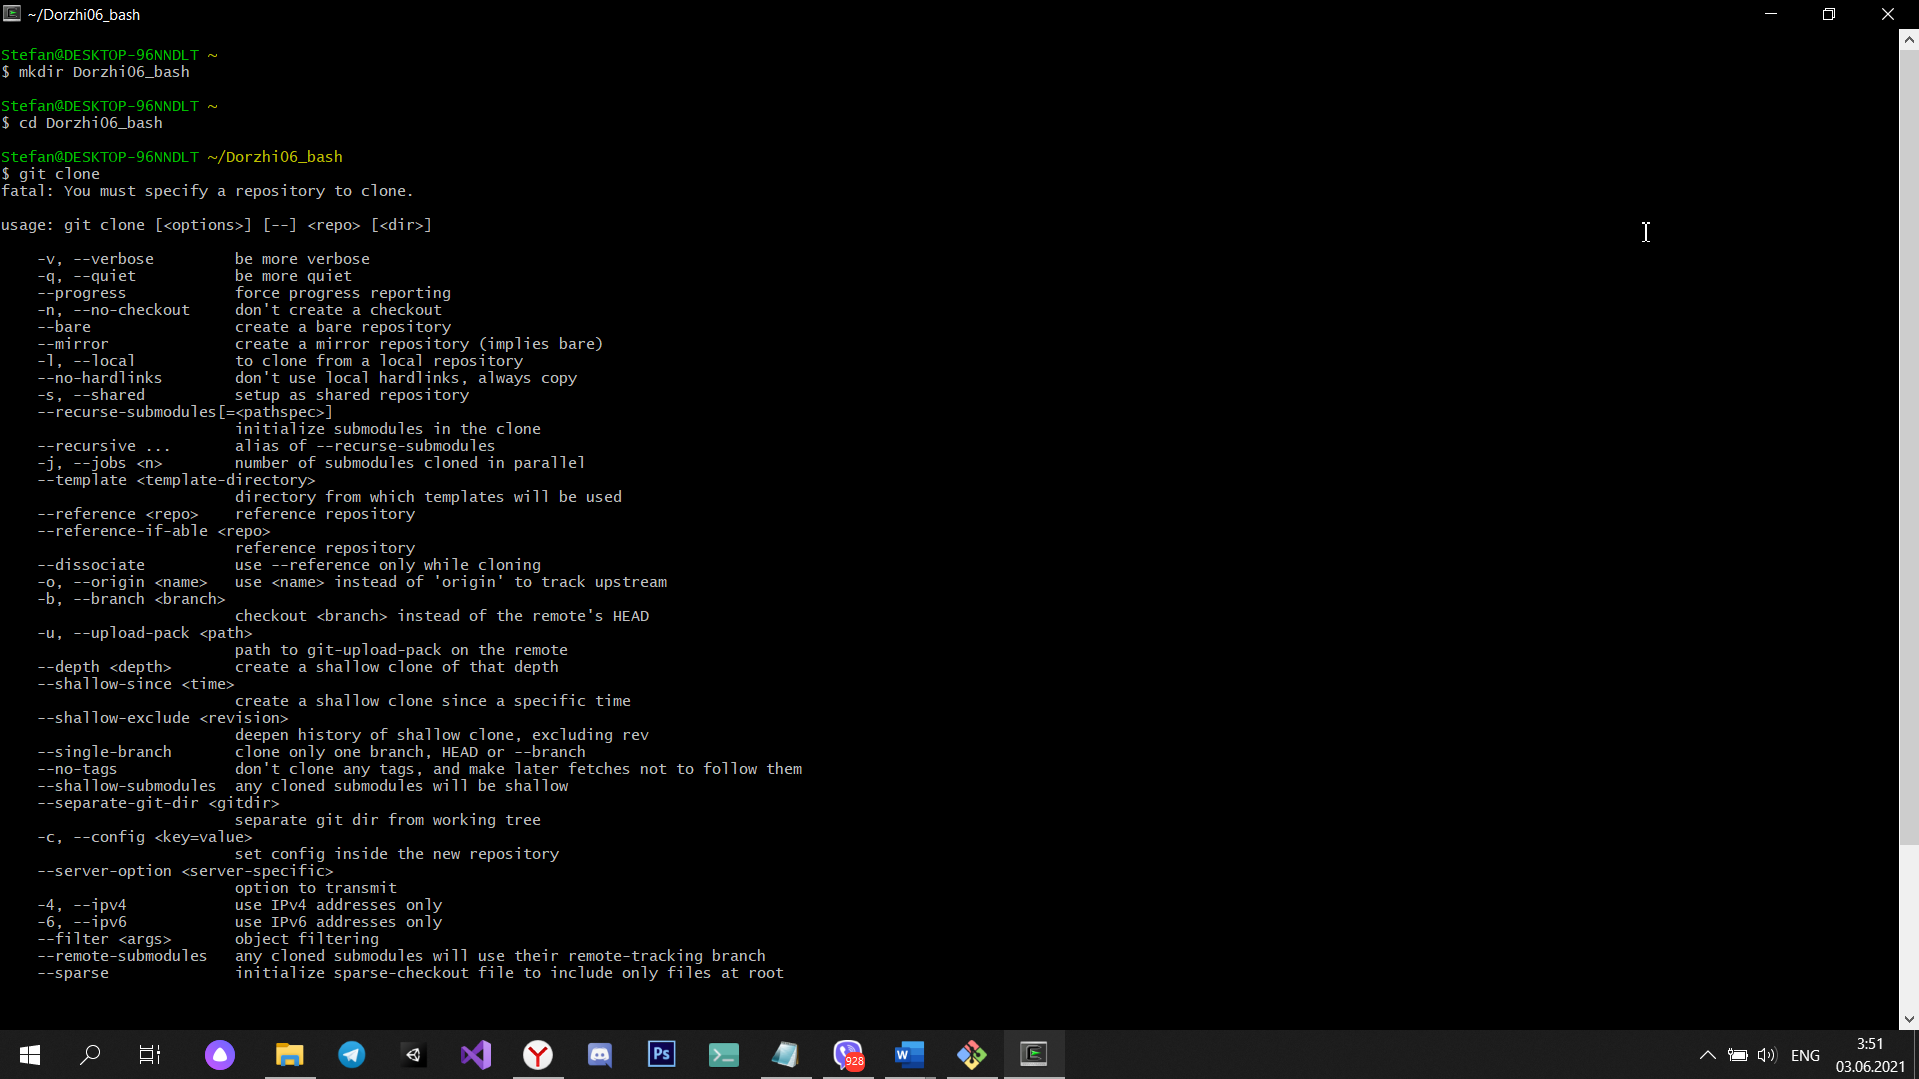 ~/Dorzhi06_bash
Stefan@DESKTOP-96NNDLT ~
$ mkdir Dorzhi06_bash
Stefan@DESKTOP-96NNDLT ~
$ cd Dorzhi06_bash
Stefan@DESKTOP-96NNDLT ~/Dorzhi06_bash
$ git clone
fatal: You must specify a repository to clone.
usage: git clone [<options>] [--] <repo> [<dir>]
-v, --verbose be more verbose
-q, --quiet be more quiet
--progress force progress reporting
-n, --no-checkout don't create a checkout
--bare create a bare repository
--mirror create a mirror repository (implies bare)
-l, --local to clone from a local repository
--no-hardlinks don't use local hardlinks, always copy
-s, --shared setup as shared repository
--recurse-submodules[=<pathspec>]
initialize submodules in the clone
--recursive ... alias of --recurse-submodules
-j, --jobs <n> number of submodules cloned in parallel
--template <template-directory>
directory from which templates will be used
--reference <repo> reference repository
--reference-if-able <repo>
reference repository
--dissociate use --reference only while cloning
-o, --origin <name> use <name> instead of 'origin' to track upstream
-b, --branch <branch>
checkout <branch> instead of the remote's HEAD
-u, --upload-pack <path>
path to git-upload-pack on the remote
--depth <depth> create a shallow clone of that depth
--shallow-since <time>
create a shallow clone since a specific time
--shallow-exclude <revision>
deepen history of shallow clone, excluding rev
--single-branch clone only one branch, HEAD or --branch
--no-tags don't clone any tags, and make later fetches not to follow them
--shallow-submodules any cloned submodules will be shallow
--separate-git-dir <gitdir>
separate git dir from working tree
-c, --config <key=value>
set config inside the new repository
--server-option <server-specific>
option to transmit
-4, --ipv4 use IPv4 addresses only
-6, --ipv6 use IPv6 addresses only
--filter <args> object filtering
--remote-submodules any cloned submodules will use their remote-tracking branch
--sparse initialize sparse-checkout file to include only files at root
Ps
928
W
ENG
3:51
03.06.2021